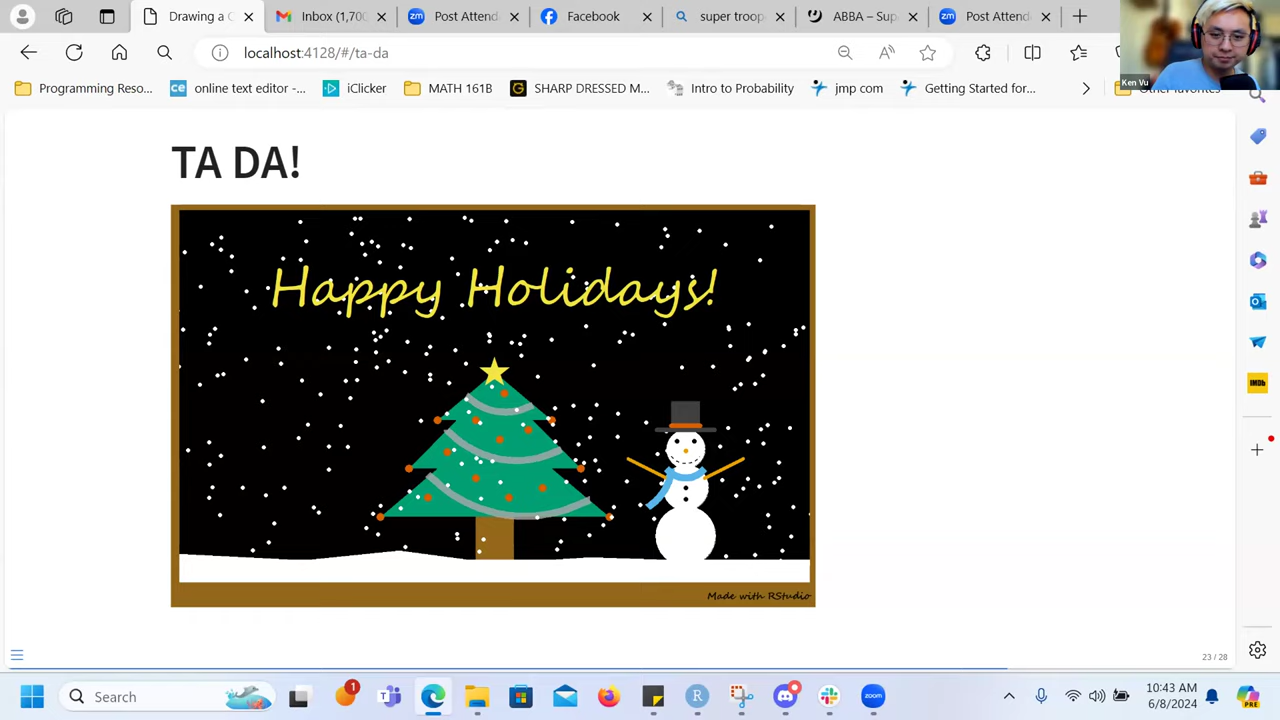 Drawing a C
Inbox (1,70
Post Attend
Facebook
super troop
ABBA – Sup
Post Attend
localhost:4128/#/ta-da
Programming Reso...
online text editor -...
iClicker
MATH 161B
SHARP DRESSED M...
Intro to Probability
jmp com
Getting Started for...
Other favorites
Ken Vu
TA DA!
Happy Holidays!
Made with RStudio
23 / 28
Search
10:43 AM
6/8/2024